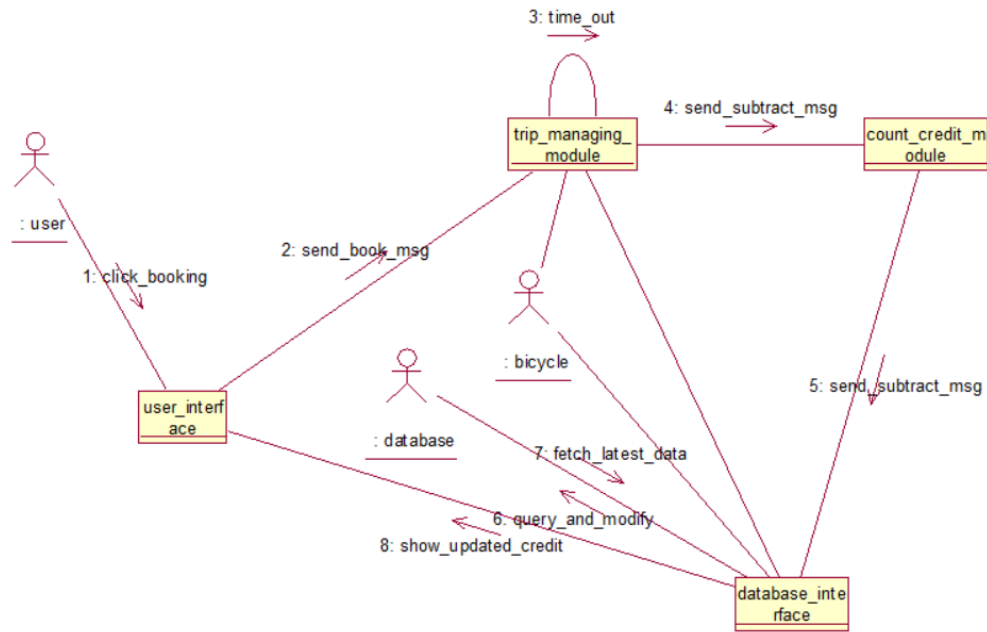 3: time_out
4: send_subtract_msg
trip_managing_
module
count_credit_m
odule
: user
2: send_book_msg
1: click_booking
: bicycle
5: send_subtract_msg
user_interf
ace
: database
7: fetch_latest_data
6: query_and_modify
8: show_updated_credit
database_inte
rface